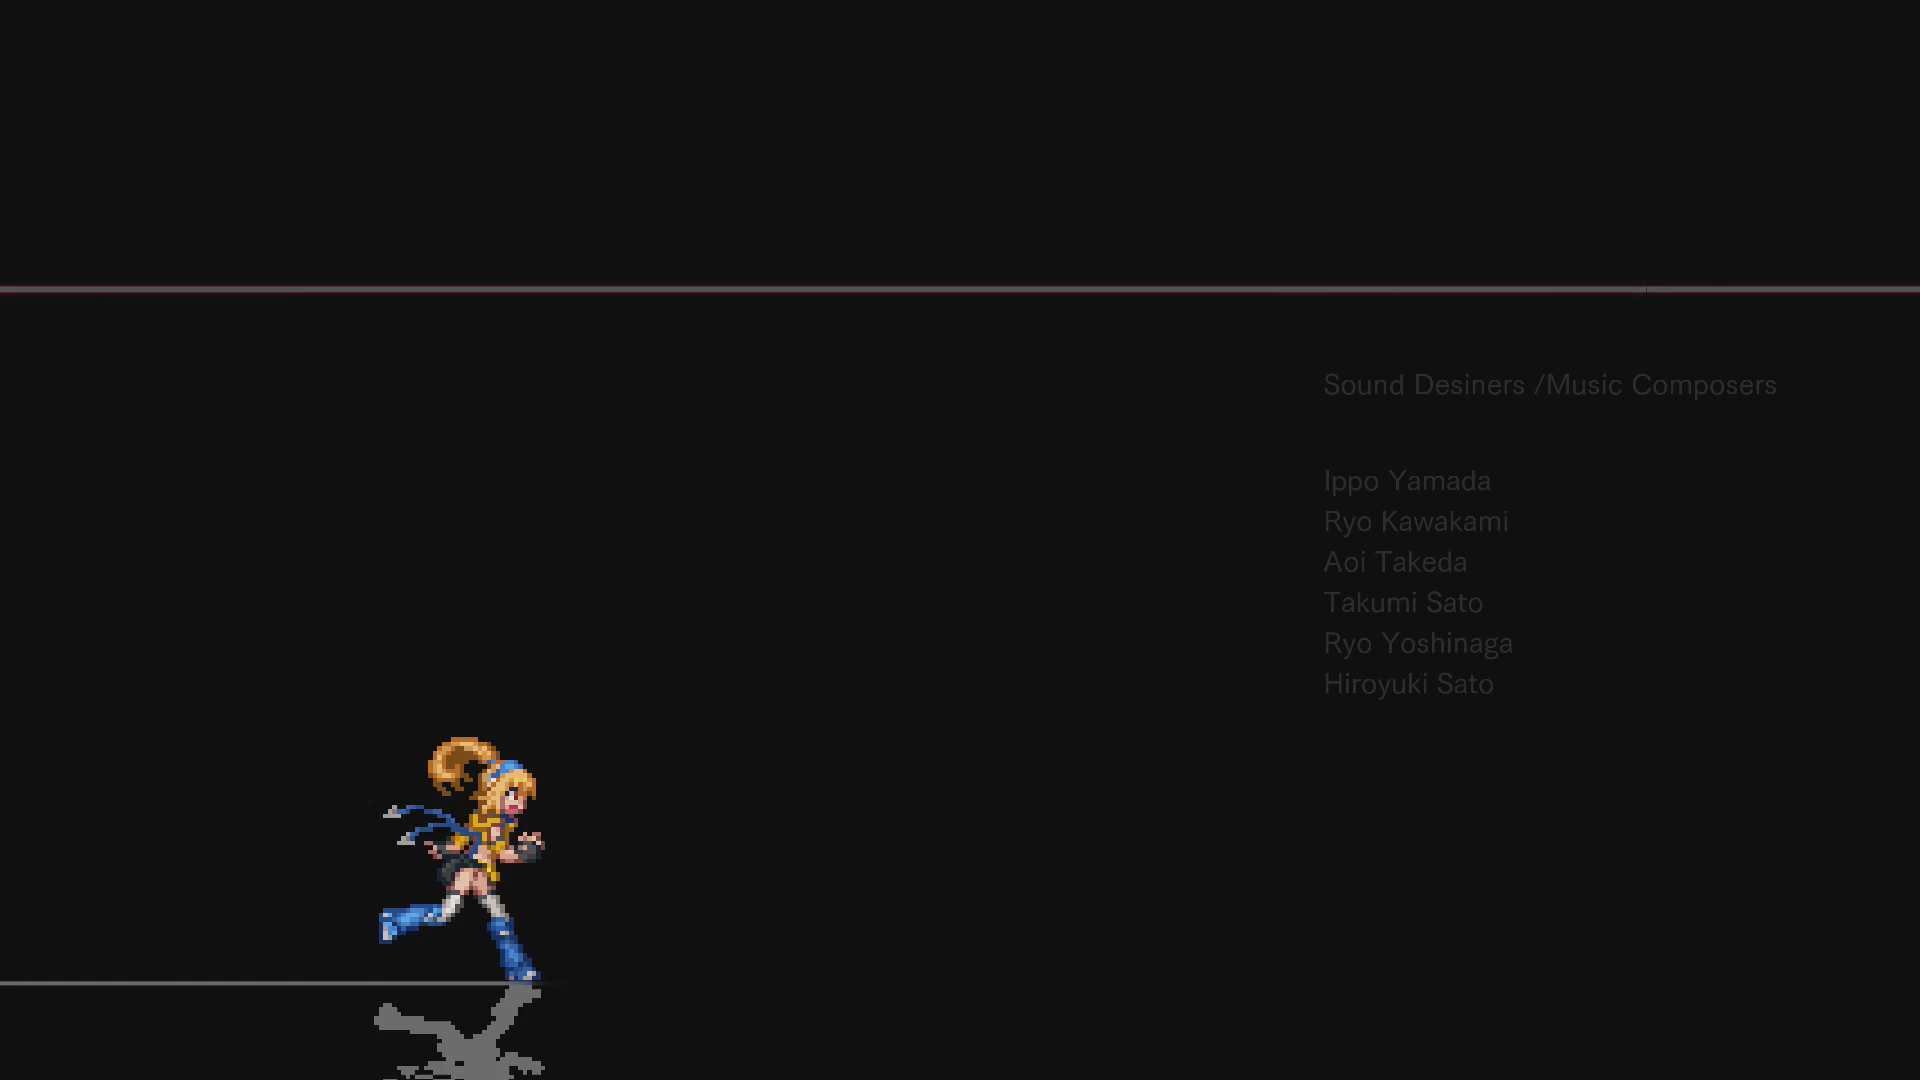 Sound Desiners /Music Composers
Ippo Yamada
Ryo Kawakami
Aoi Takeda
Takumi Sato
Ryo Yoshinaga
Hiroyuki Sato